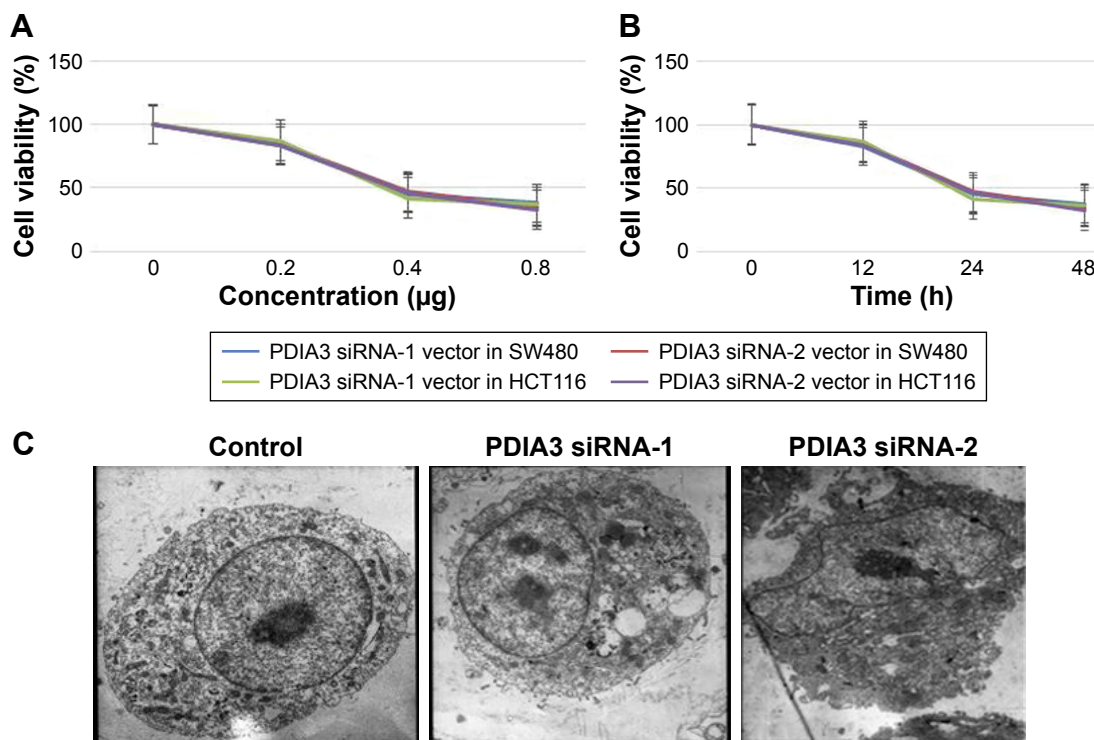 A
Cell viability (%)
150
100
50
0
0 0.2 0.4 0.8
Concentration (µg)
B
Cell viability (%)
150
100
50
0
0 12 24 48
Time (h)
PDIA3 siRNA-1 vector in SW480 PDIA3 siRNA-2 vector in SW480
PDIA3 siRNA-1 vector in HCT116 PDIA3 siRNA-2 vector in HCT116
C
Control PDIA3 siRNA-1 PDIA3 siRNA-2